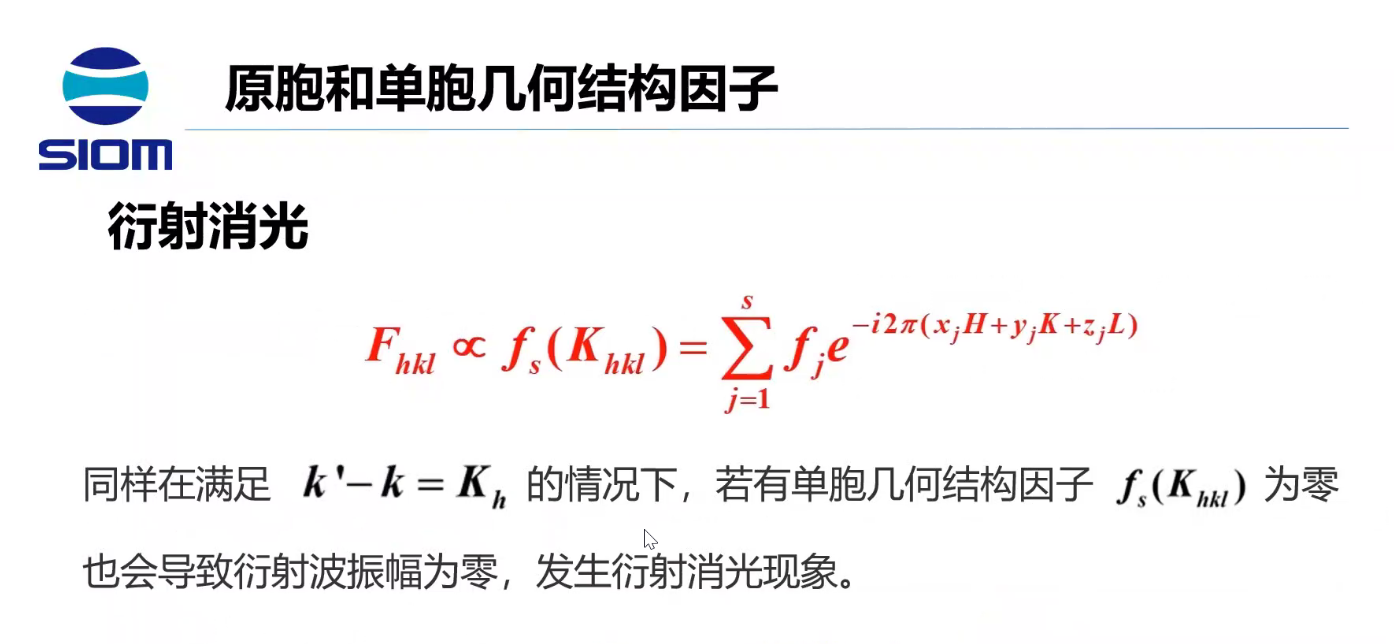 原胞和单胞几何结构因子
SIOM
衍射消光
F_{hkl} ∝ f_s(K_{hkl}) = \sum_{j=1}^{s} f_j e^{-i2π(x_jH+y_jK+z_jL)}
同样在满足 k'−k = K_h 的情况下，若有单胞几何结构因子 f_s(K_{hkl}) 为零
也会导致衍射波振幅为零，发生衍射消光现象。